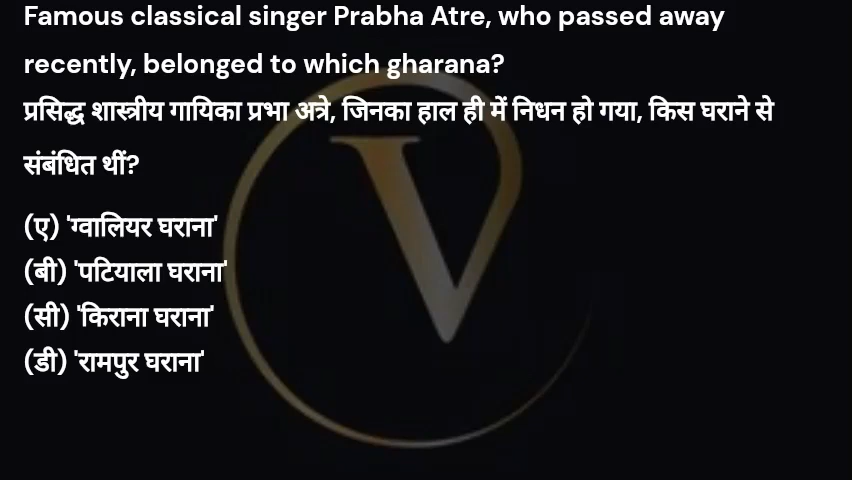 Famous classical singer Prabha Atre, who passed away
recently, belonged to which gharana?
प्रसिद्ध शास्त्रीय गायिका प्रभा अत्रे, जिनका हाल ही में निधन हो गया, किस घराने से
संबंधित थीं?
(ए) 'ग्वालियर घराना'
(बी) 'पटियाला घराना'
(सी) 'किराना घराना'
(डी) 'रामपुर घराना'